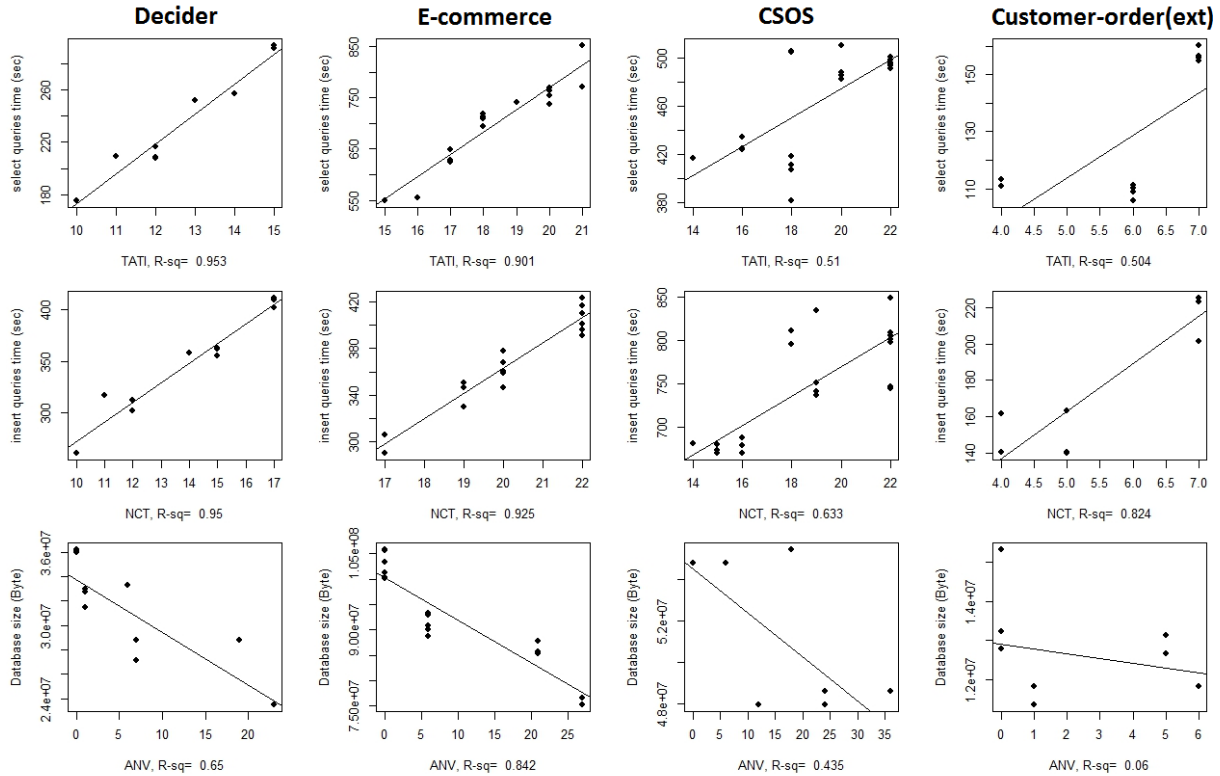 Decider
E-commerce
CSOS
Customer-order(ext)
select queries time (sec)
180 220 260
10 11 12 13 14 15
TATI, R-sq= 0.953
select queries time (sec)
550 650 750 850
15 16 17 18 19 20 21
TATI, R-sq= 0.901
select queries time (sec)
380 420 460 500
14 16 18 20 22
TATI, R-sq= 0.51
select queries time (sec)
110 130 150
4.0 4.5 5.0 5.5 6.0 6.5 7.0
TATI, R-sq= 0.504
insert queries time (sec)
300 350 400
10 11 12 13 14 15 16 17
NCT, R-sq= 0.95
insert queries time (sec)
300 340 380 420
17 18 19 20 21 22
NCT, R-sq= 0.925
insert queries time (sec)
700 750 800 850
14 16 18 20 22
NCT, R-sq= 0.633
insert queries time (sec)
140 160 180 200 220
4.0 4.5 5.0 5.5 6.0 6.5 7.0
NCT, R-sq= 0.824
Database size (Byte)
2.4e+07 3.0e+07 3.6e+07
0 5 10 15 20
ANV, R-sq= 0.65
Database size (Byte)
7.50e+07 9.00e+07 1.05e+08
0 5 10 15 20 25
ANV, R-sq= 0.842
Database size (Byte)
4.8e+07 5.2e+07
0 5 10 15 20 25 30 35
ANV, R-sq= 0.435
Database size (Byte)
1.2e+07 1.4e+07
0 1 2 3 4 5 6
ANV, R-sq= 0.06